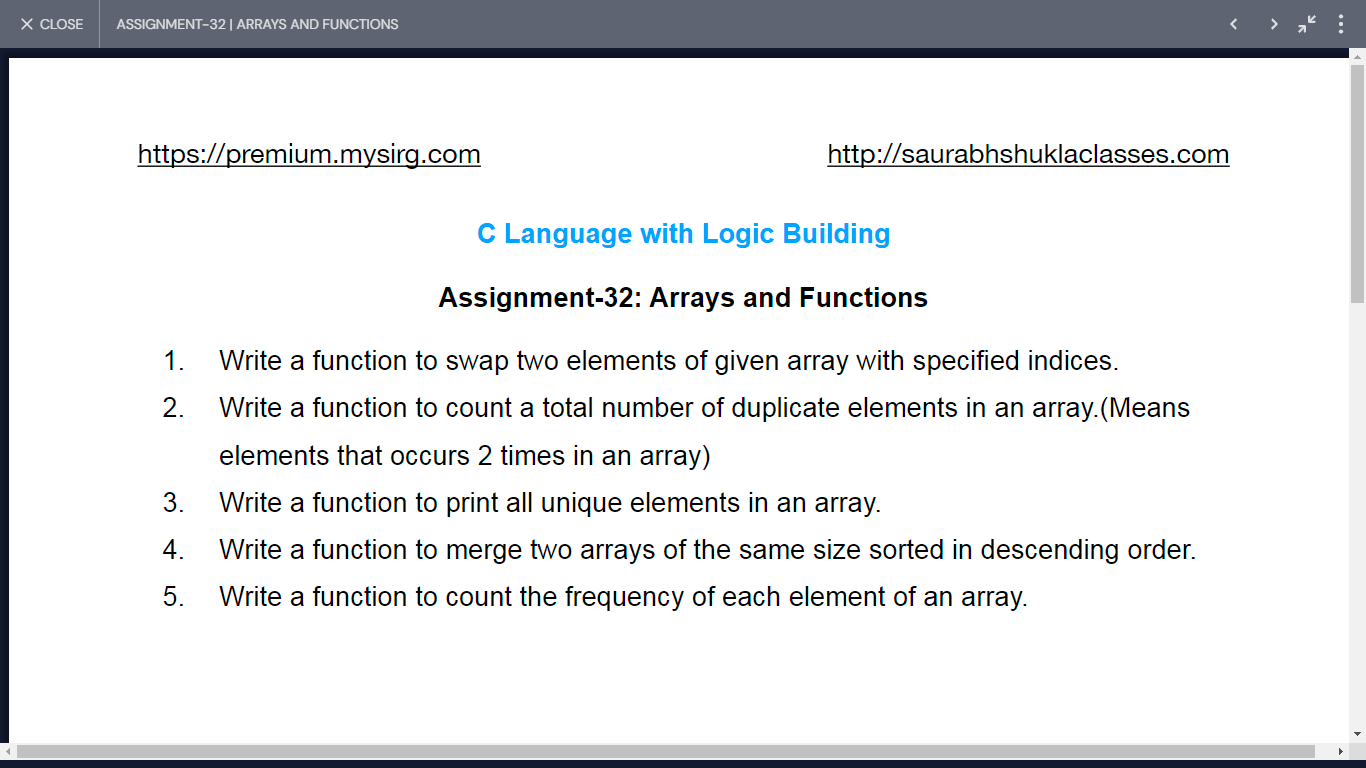 CLOSE
ASSIGNMENT-32 | ARRAYS AND FUNCTIONS
https://premium.mysirg.com
http://saurabhshuklaclasses.com
C Language with Logic Building
Assignment-32: Arrays and Functions
1. Write a function to swap two elements of given array with specified indices.
2. Write a function to count a total number of duplicate elements in an array.(Means
elements that occurs 2 times in an array)
3. Write a function to print all unique elements in an array.
4. Write a function to merge two arrays of the same size sorted in descending order.
5. Write a function to count the frequency of each element of an array.